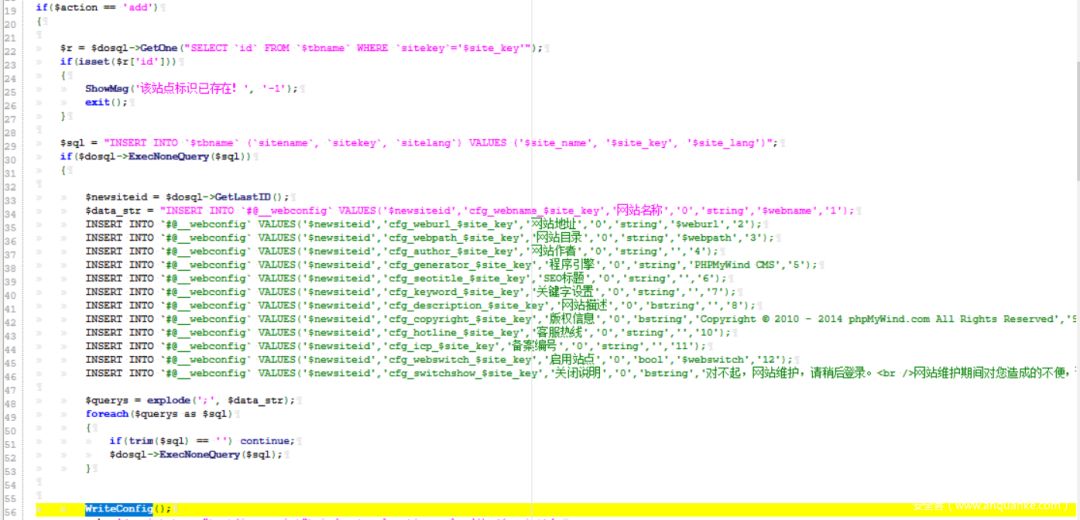 19 if($action == 'add')
20 {
21
22 $r = $dosql->GetOne("SELECT `id` FROM `$tbname` WHERE `sitekey`='$site_key'");
23 if(isset($r['id']))
24 {
25 ShowMsg('该站点标识已存在！', '-1');
26 exit();
27 }
28
29 $sql = "INSERT INTO `$tbname` (`sitename`, `sitekey`, `sitelang`) VALUES ('$site_name', '$site_key', '$site_lang')";
30 if($dosql->ExecNoneQuery($sql))
31 {
32
33 $newsiteid = $dosql->GetLastID();
34 $data_str = "INSERT INTO `#@__webconfig` VALUES('$newsiteid','cfg_webname_$site_key','网站名称','0','string','$webname','1');
35 INSERT INTO `#@__webconfig` VALUES('$newsiteid','cfg_weburl_$site_key','网站地址','0','string','$weburl','2');
36 INSERT INTO `#@__webconfig` VALUES('$newsiteid','cfg_webpath_$site_key','网站目录','0','string','$webpath','3');
37 INSERT INTO `#@__webconfig` VALUES('$newsiteid','cfg_author_$site_key','网站作者','0','string','','4');
38 INSERT INTO `#@__webconfig` VALUES('$newsiteid','cfg_generator_$site_key','程序引擎','0','string','PHPMyWind CMS','5');
39 INSERT INTO `#@__webconfig` VALUES('$newsiteid','cfg_seotitle_$site_key','SEO标题','0','string','','6');
40 INSERT INTO `#@__webconfig` VALUES('$newsiteid','cfg_keyword_$site_key','关键字设置','0','string','','7');
41 INSERT INTO `#@__webconfig` VALUES('$newsiteid','cfg_description_$site_key','网站描述','0','bstring','','8');
42 INSERT INTO `#@__webconfig` VALUES('$newsiteid','cfg_copyright_$site_key','版权信息','0','bstring','Copyright © 2010 - 2014 phpMyWind.com All Rights Reserved','9
43 INSERT INTO `#@__webconfig` VALUES('$newsiteid','cfg_hotline_$site_key','客服热线','0','string','','10');
44 INSERT INTO `#@__webconfig` VALUES('$newsiteid','cfg_icp_$site_key','备案编号','0','string','','11');
45 INSERT INTO `#@__webconfig` VALUES('$newsiteid','cfg_webswitch_$site_key','启用站点','0','bool','$webswitch','12');
46 INSERT INTO `#@__webconfig` VALUES('$newsiteid','cfg_switchshow_$site_key','关闭说明','0','bstring','对不起，网站维护，请稍后登录。<br />网站维护期间对您造成的不便，
47
48 $querys = explode(';', $data_str);
49 foreach($querys as $sql)
50 {
51 if(trim($sql) == '') continue;
52 $dosql->ExecNoneQuery($sql);
53 }
54
55
56 WriteConfig();
安全客（www.anquanke.com）